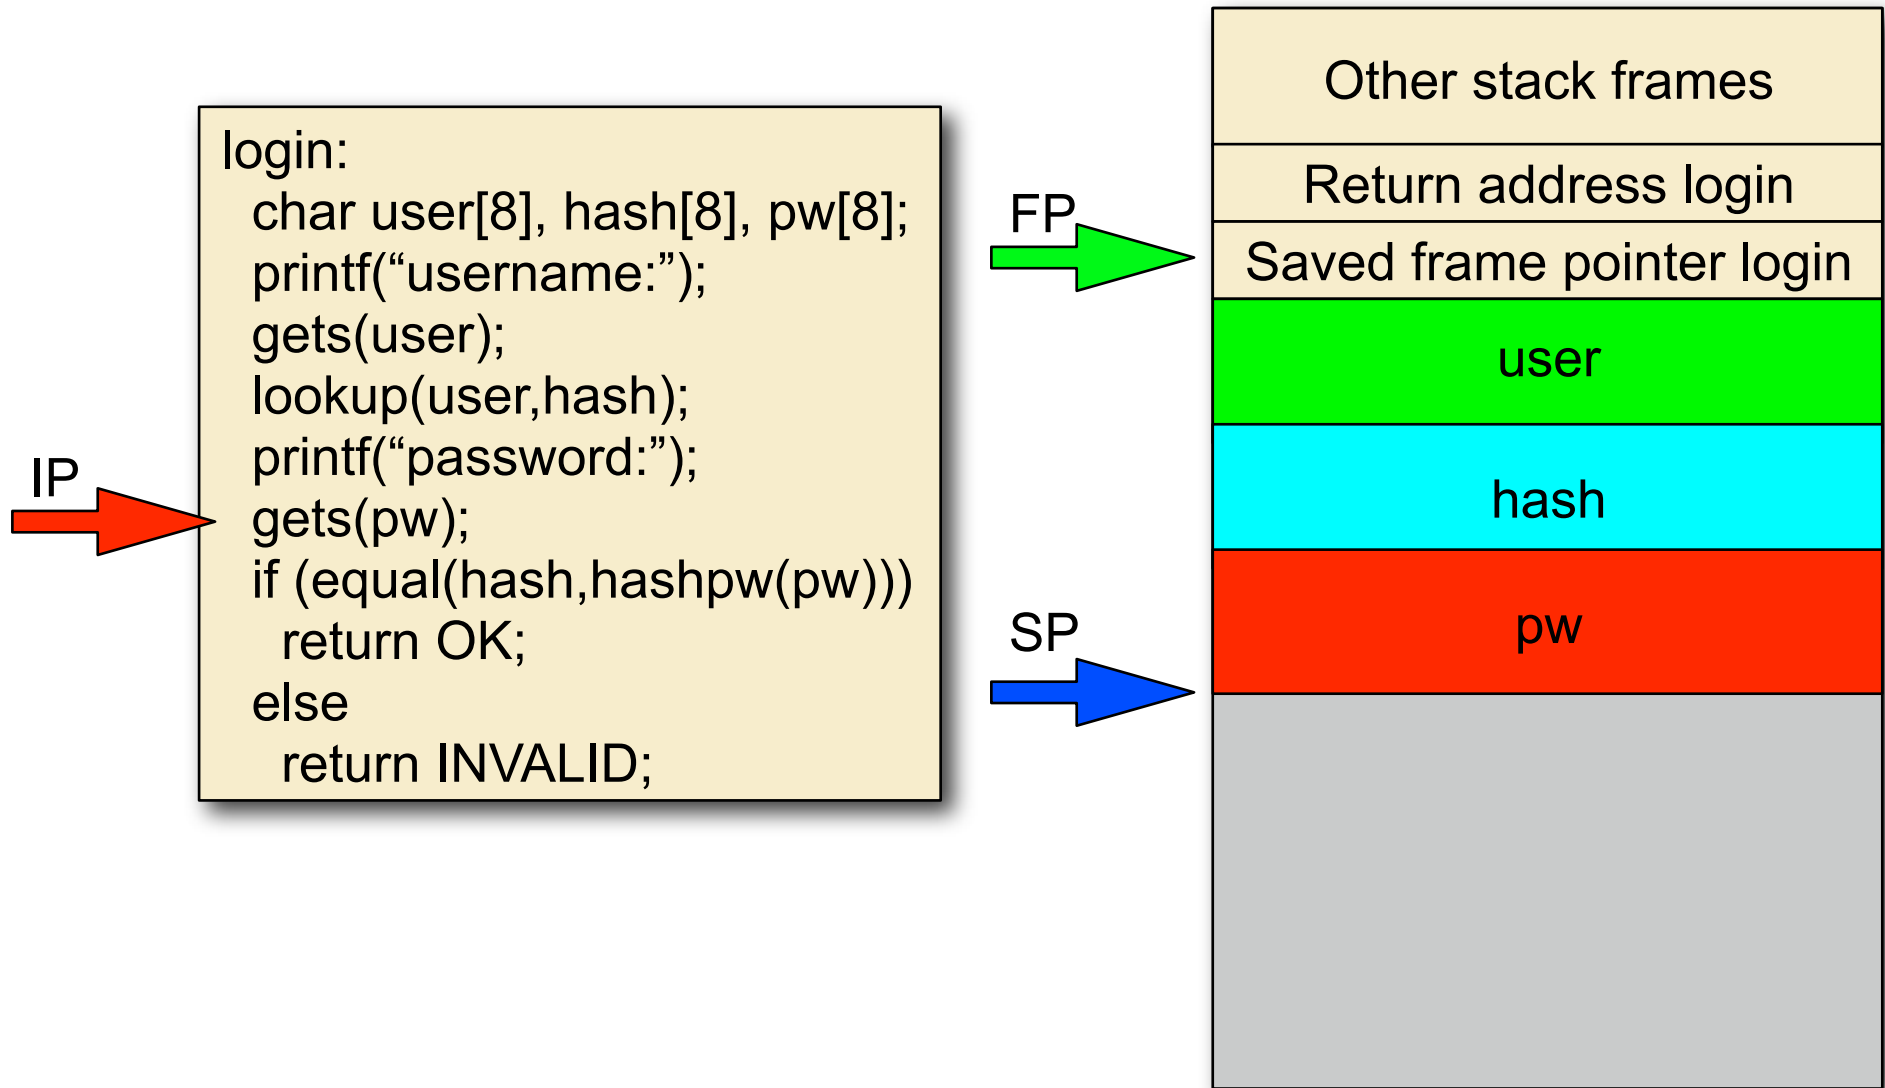 login:
char user[8], hash[8], pw[8];
printf(“username:”);
gets(user);
lookup(user,hash);
printf(“password:”);
gets(pw);
if (equal(hash,hashpw(pw)))
return OK;
else
return INVALID;
IP
FP
SP
Other stack frames
Return address login
Saved frame pointer login
user
hash
pw